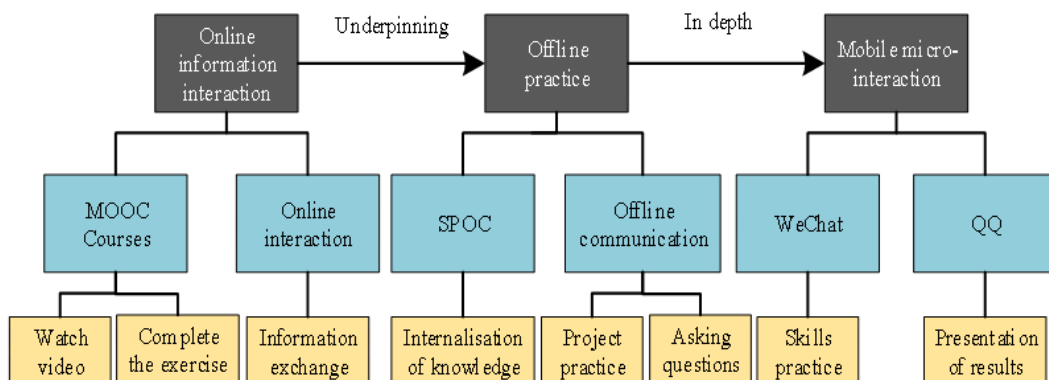 Online
information
interaction
Underpinning
Offline
practice
In depth
Mobile micro-
interaction
MOOC
Courses
Online
interaction
SPOC
Offline
communication
WeChat
QQ
Watch
video
Complete
the exercise
Information
exchange
Internalisation
of knowledge
Project
practice
Asking
questions
Skills
practice
Presentation
of results